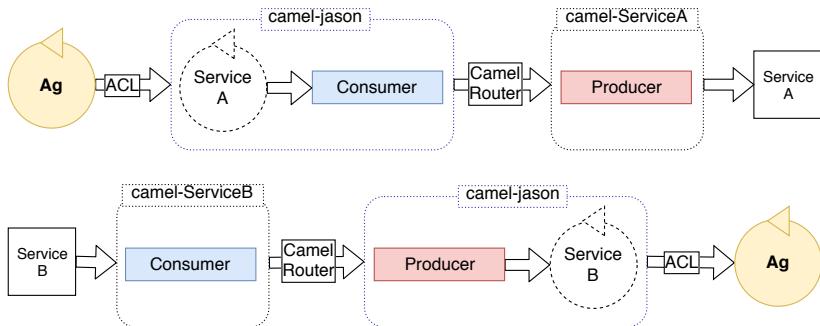 camel-jason
camel-ServiceA
Ag
ACL
Service
A
Consumer
Camel
Router
Producer
Service
A
camel-ServiceB
camel-jason
Service
B
Consumer
Camel
Router
Producer
Service
B
ACL
Ag